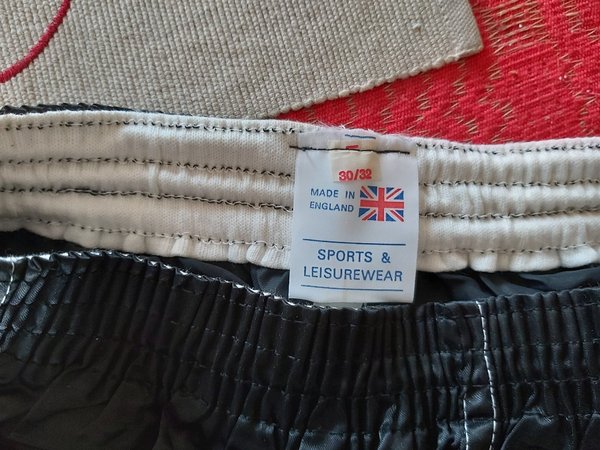 30/32
MADE IN
ENGLAND
SPORTS &
LEISUREWEAR